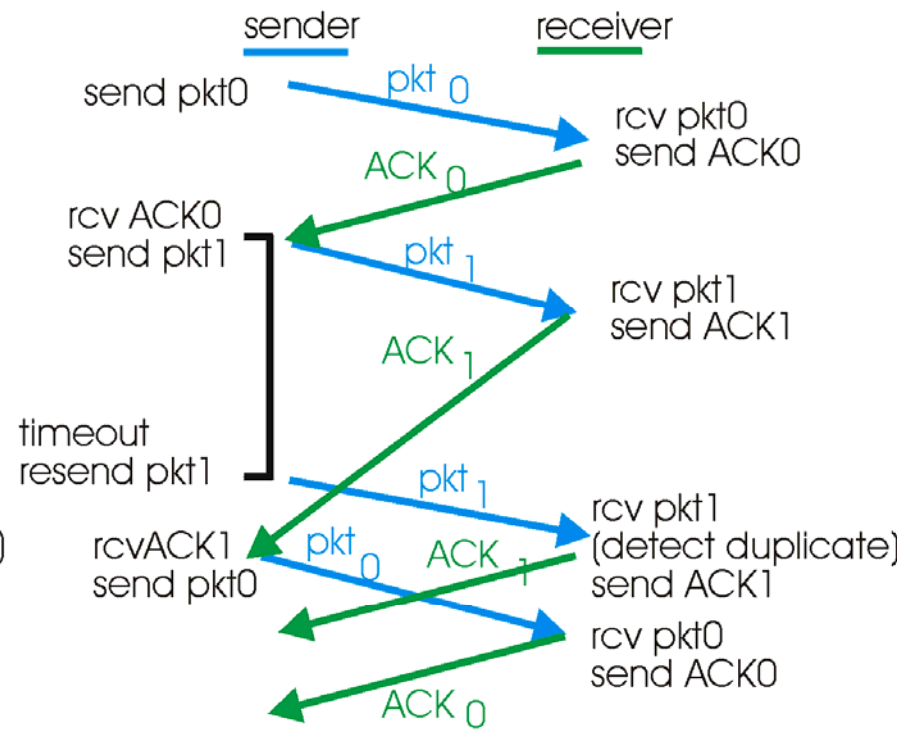 sender
receiver
send pkt0
pkt 0
rcv pkt0
send ACK0
ACK 0
rcv ACK0
send pkt1
pkt 1
rcv pkt1
send ACK1
ACK 1
timeout
resend pkt1
pkt 1
rcv pkt1
(detect duplicate)
send ACK1
)
rcvACK1
send pkt0
pkt 0
ACK 1
rcv pkt0
send ACK0
ACK 0